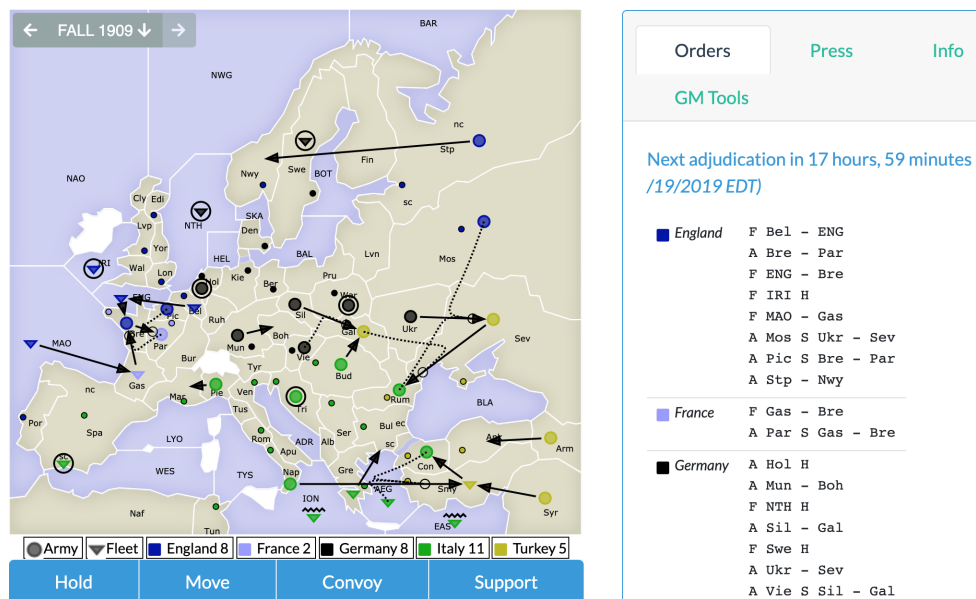 ← FALL 1909 ↓ →
BAR
NWG
nc
Stp
Fin
Swe
BOT
Nwy
NAO
sc
Cly Edi
SKA
NTH
Lvp
Den
Lvn
Mos
Yor
HEL
BAL
IRI
Wal
Lon
Hol
Kie
Ber
Pru
War
ENG
Bel
Pic
Ruh
Sil
Bre
Gal
Ukr
Sev
MAO
Par
Mun
Boh
Vie
Bur
Tyr
Bud
Gas
nc
Mar
Pie
Ven
Tri
Rum
BLA
Por
Spa
Tus
Ser
Bul ec
LYO
Rom
ADR
Alb
sc
Ank
Arm
sc
Apu
Con
WES
TYS
Nap
Gre
AEG
Smy
ION
Syr
Naf
Tun
EAS
Army
Fleet
England 8
France 2
Germany 8
Italy 11
Turkey 5
Hold
Move
Convoy
Support
Orders
Press
Info
GM Tools
Next adjudication in 17 hours, 59 minutes
/19/2019 EDT)
England
F Bel - ENG
A Bre - Par
F ENG - Bre
F IRI H
F MAO - Gas
A Mos S Ukr - Sev
A Pic S Bre - Par
A Stp - Nwy
France
F Gas - Bre
A Par S Gas - Bre
Germany
A Hol H
A Mun - Boh
F NTH H
A Sil - Gal
F Swe H
A Ukr - Sev
A Vie S Sil - Gal